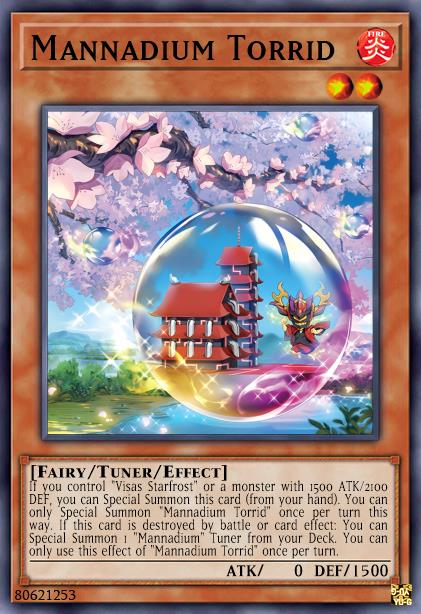 MANNADIUM TORRID
FIRE
炎
[FAIRY/TUNER/EFFECT]
If you control "Visas Starfrost" or a monster with 1500 ATK/2100
DEF, you can Special Summon this card (from your hand). You can
only Special Summon "Mannadium Torrid" once per turn this
way. If this card is destroyed by battle or card effect: You can
Special Summon 1 "Mannadium" Tuner from your Deck. You can
only use this effect of "Mannadium Torrid" once per turn.
ATK/ 0 DEF/1500
80621253